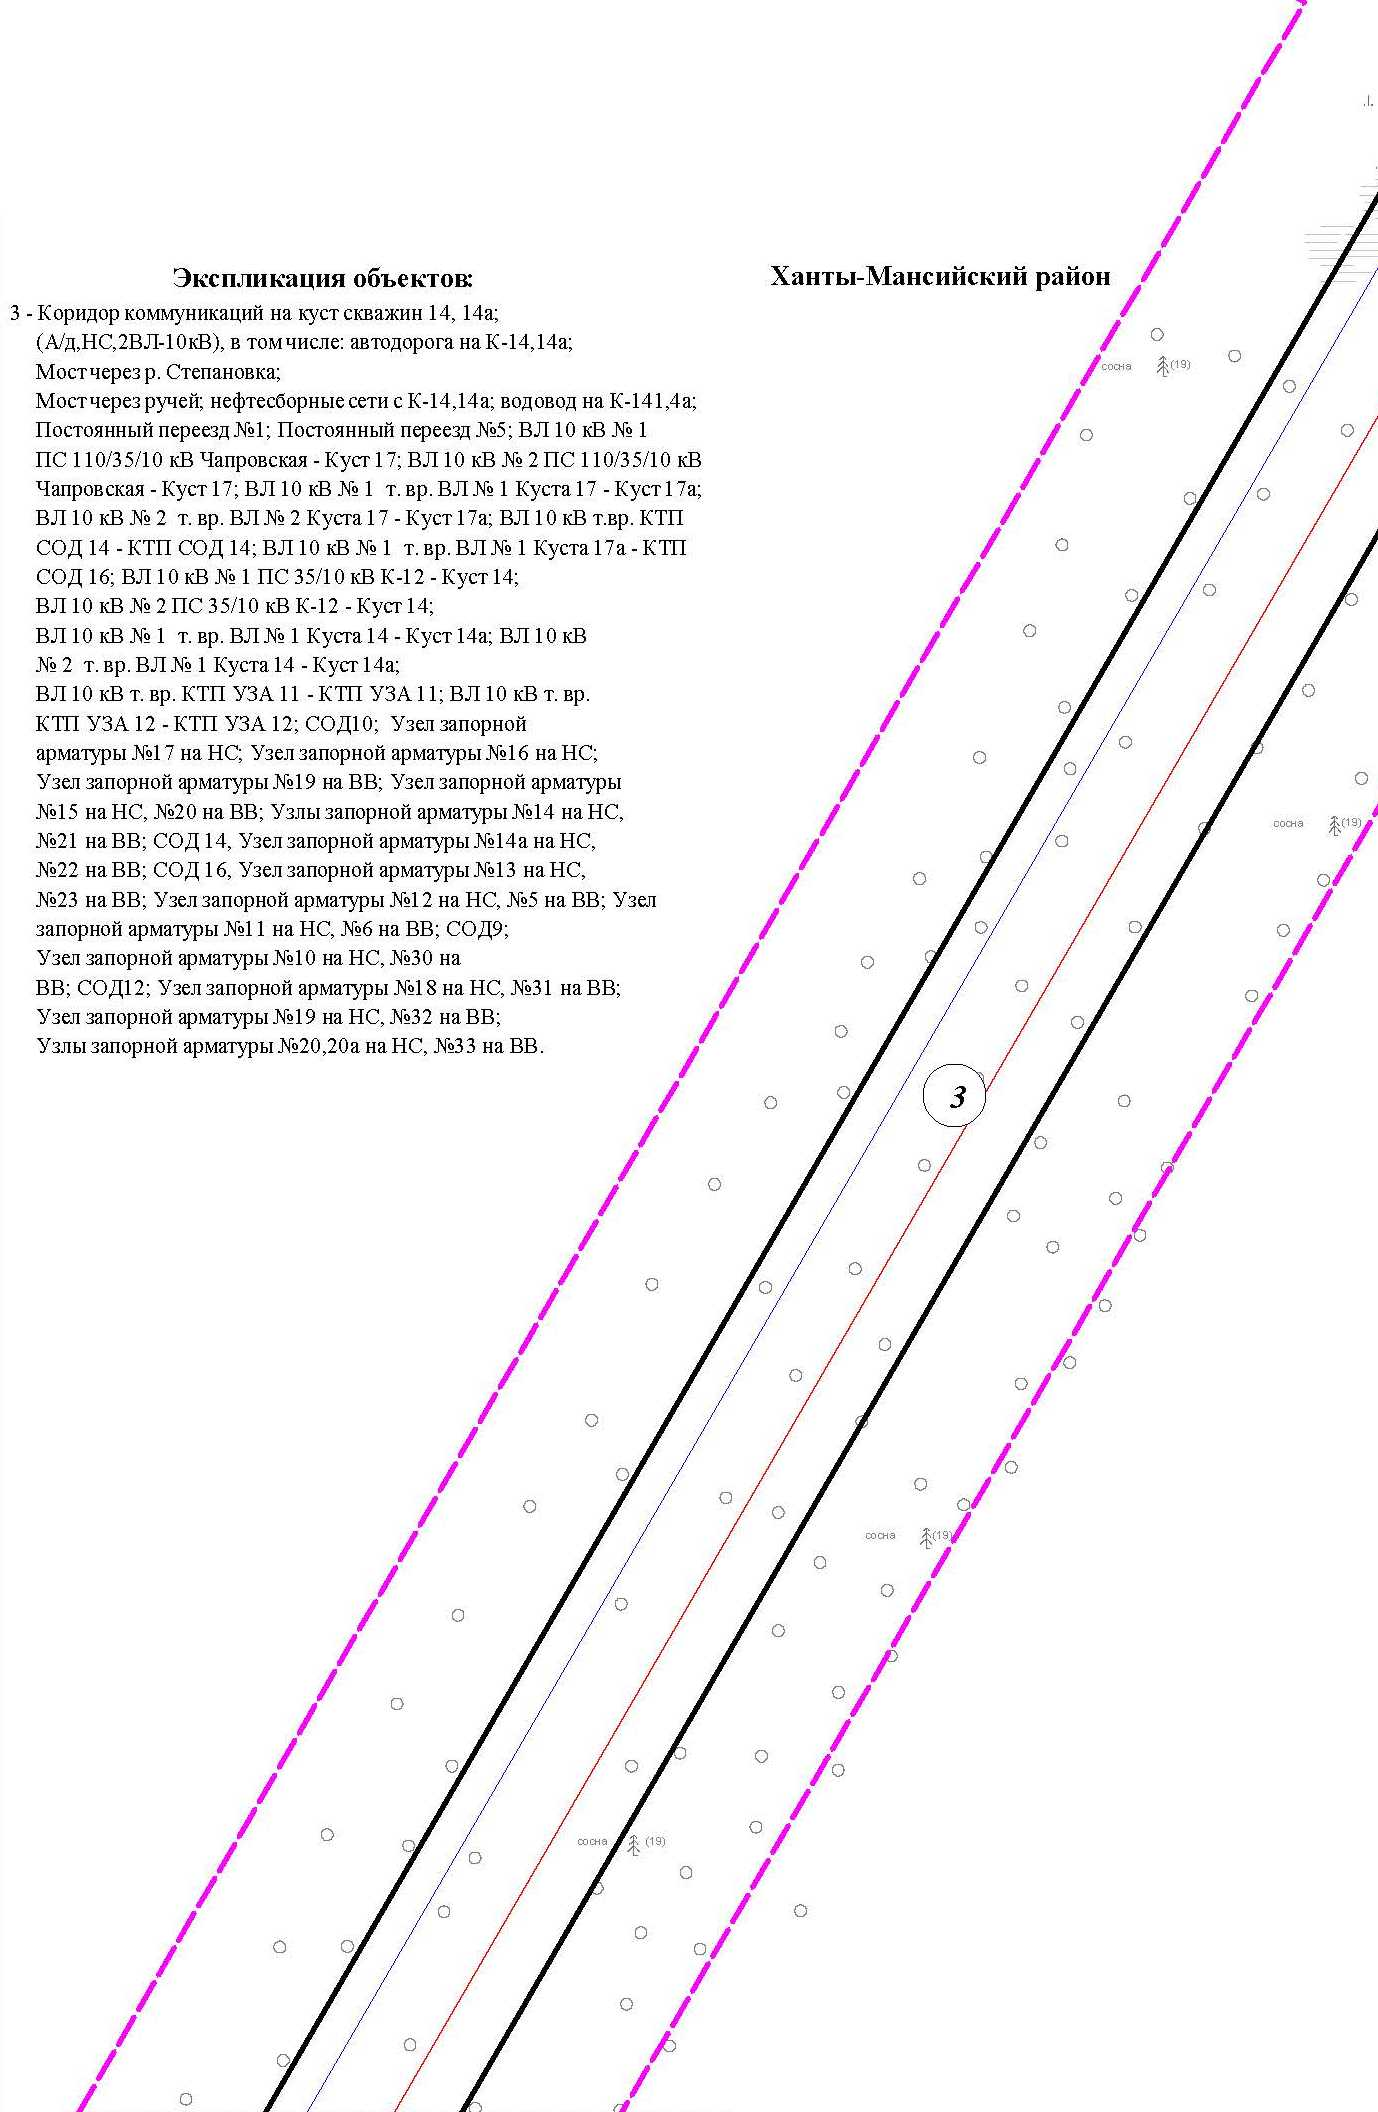 Экспликация объектов:
Ханты-Мансийский район
3 - Коридор коммуникаций на куст скважин 14, 14а;
(А/д,НС,2ВЛ-10кВ), в том числе: автодорога на К-14,14а;
Мост через р. Степановка;
Мост через ручей; нефтесборные сети с К-14,14а; водовод на К-141,4а;
Постоянный переезд №1; Постоянный переезд №5; ВЛ 10 кВ № 1
ПС 110/35/10 кВ Чапровская - Куст 17; ВЛ 10 кВ № 2 ПС 110/35/10 кВ
Чапровская - Куст 17; ВЛ 10 кВ № 1 т. вр. ВЛ № 1 Куста 17 - Куст 17а;
ВЛ 10 кВ № 2 т. вр. ВЛ № 2 Куста 17 - Куст 17а; ВЛ 10 кВ т.вр. КТП
СОД 14 - КТП СОД 14; ВЛ 10 кВ № 1 т. вр. ВЛ № 1 Куста 17а - КТП
СОД 16; ВЛ 10 кВ № 1 ПС 35/10 кВ К-12 - Куст 14;
ВЛ 10 кВ № 2 ПС 35/10 кВ К-12 - Куст 14;
ВЛ 10 кВ № 1 т. вр. ВЛ № 1 Куста 14 - Куст 14а; ВЛ 10 кВ
№ 2 т. вр. ВЛ № 1 Куста 14 - Куст 14а;
ВЛ 10 кВ т. вр. КТП УЗА 11 - КТП УЗА 11; ВЛ 10 кВ т. вр.
КТП УЗА 12 - КТП УЗА 12; СОД10; Узел запорной
арматуры №17 на НС; Узел запорной арматуры №16 на НС;
Узел запорной арматуры №19 на ВВ; Узел запорной арматуры
№15 на НС, №20 на ВВ; Узлы запорной арматуры №14 на НС,
№21 на ВВ; СОД 14, Узел запорной арматуры №14а на НС,
№22 на ВВ; СОД 16, Узел запорной арматуры №13 на НС,
№23 на ВВ; Узел запорной арматуры №12 на НС, №5 на ВВ; Узел
запорной арматуры №11 на НС, №6 на ВВ; СОД9;
Узел запорной арматуры №10 на НС, №30 на
ВВ; СОД12; Узел запорной арматуры №18 на НС, №31 на ВВ;
Узел запорной арматуры №19 на НС, №32 на ВВ;
Узлы запорной арматуры №20,20а на НС, №33 на ВВ.
сосна (19)
сосна (19)
3
сосна (19)
сосна (19)